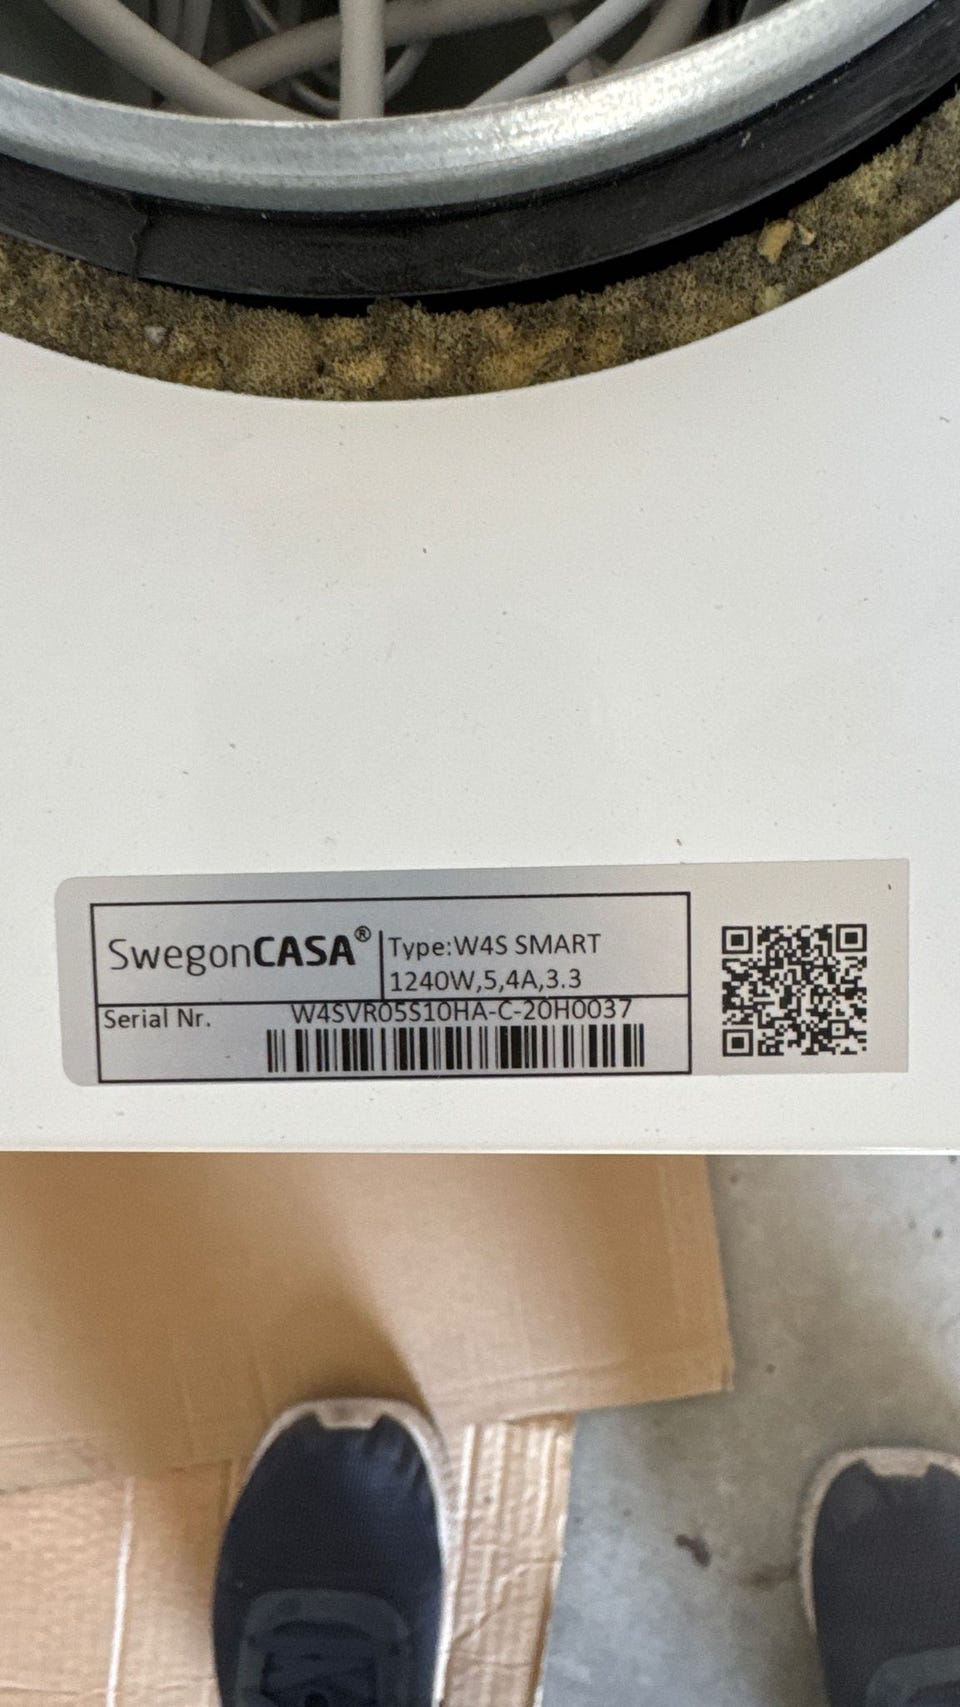 SwegonCASA®
Type:W4S SMART
1240W,5,4A,3.3
Serial Nr.
W4SVR05S10HA-C-20H0037